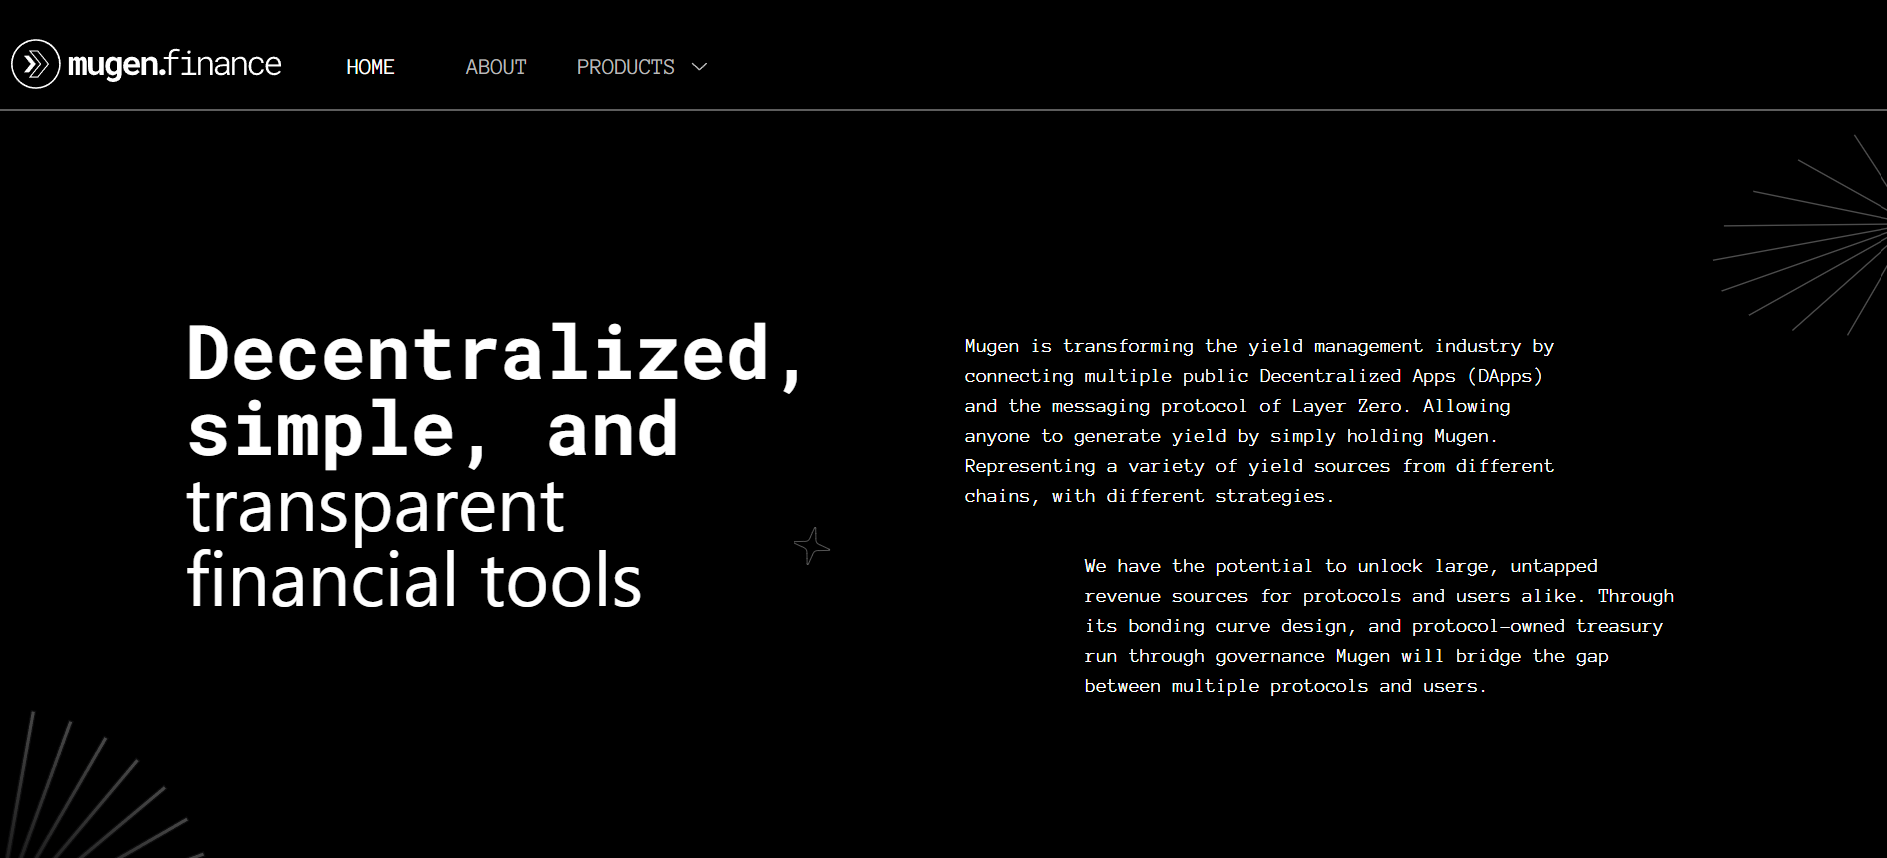 mugen.finance
HOME
ABOUT
PRODUCTS
Decentralized,
simple, and
transparent
financial tools
Mugen is transforming the yield management industry by
connecting multiple public Decentralized Apps (DApps)
and the messaging protocol of Layer Zero. Allowing
anyone to generate yield by simply holding Mugen.
Representing a variety of yield sources from different
chains, with different strategies.
We have the potential to unlock large, untapped
revenue sources for protocols and users alike. Through
its bonding curve design, and protocol-owned treasury
run through governance Mugen will bridge the gap
between multiple protocols and users.